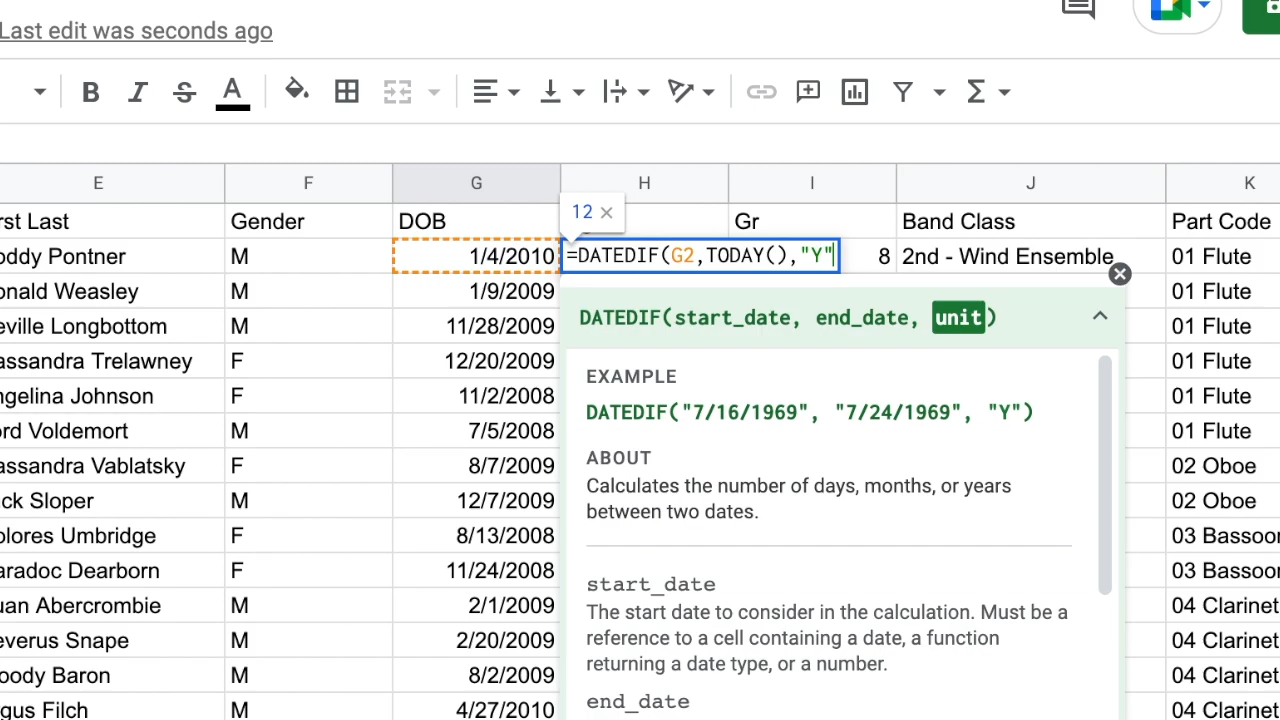 Last edit was seconds ago
B I S A
E F G H I J K
rst Last Gender DOB Gr Band Class Part Code
12 ×
oddy Pontner M 1/4/2010 =DATEDIF(G2,TODAY(),"Y" 8 2nd - Wind Ensemble 01 Flute
onald Weasley M 1/9/2009 01 Flute
eville Longbottom M 11/28/2009 01 Flute
assandra Trelawney F 12/20/2009 01 Flute
ngelina Johnson F 11/2/2008 01 Flute
ord Voldemort M 7/5/2008 01 Flute
assandra Vablatsky F 8/7/2009 02 Oboe
ck Sloper M 12/7/2009 02 Oboe
olores Umbridge F 8/13/2008 03 Bassoon
aradoc Dearborn F 11/24/2008 03 Bassoon
uan Abercrombie M 2/1/2009 04 Clarinet
everus Snape M 2/20/2009 04 Clarinet
oody Baron M 8/2/2009 04 Clarinet
gus Filch M 4/27/2010 04 Clarinet
DATEDIF(start_date, end_date, unit)
EXAMPLE
DATEDIF("7/16/1969", "7/24/1969", "Y")
ABOUT
Calculates the number of days, months, or years
between two dates.
start_date
The start date to consider in the calculation. Must be a
reference to a cell containing a date, a function
returning a date type, or a number.
end_date